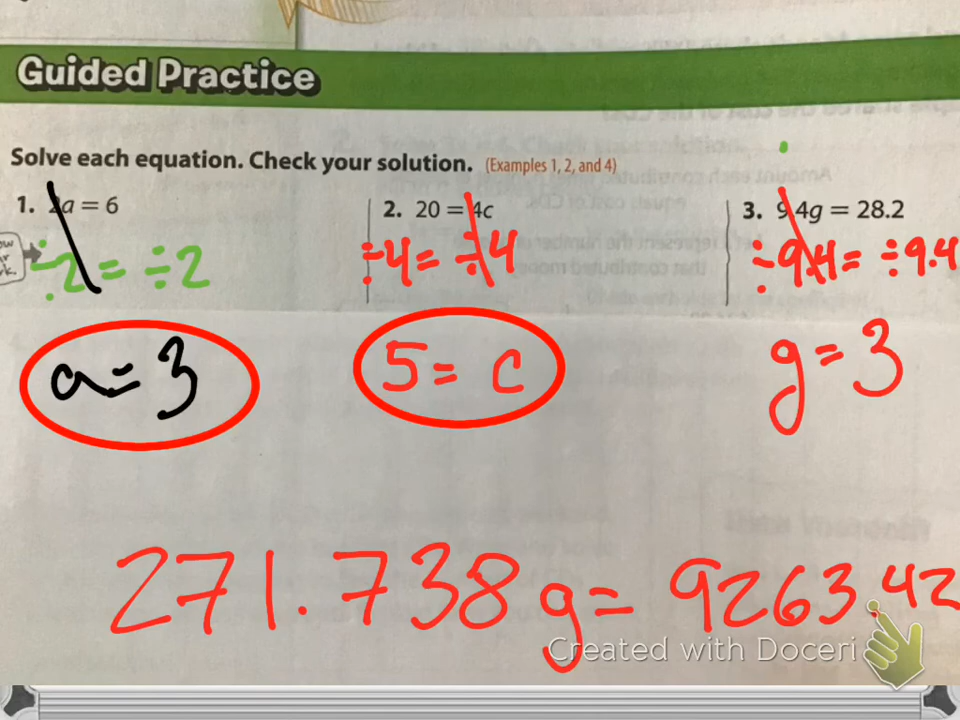 Guided Practice
Solve each equation. Check your solution. (Examples 1, 2, and 4)
1. 2a = 6 2. 20 = 4c 3. 9.4g = 28.2
÷2 = ÷2 ÷4 = ÷4 ÷9.4 = ÷9.4
a = 3 5 = c g = 3
271.738g = 9263.42
Created with Doceri